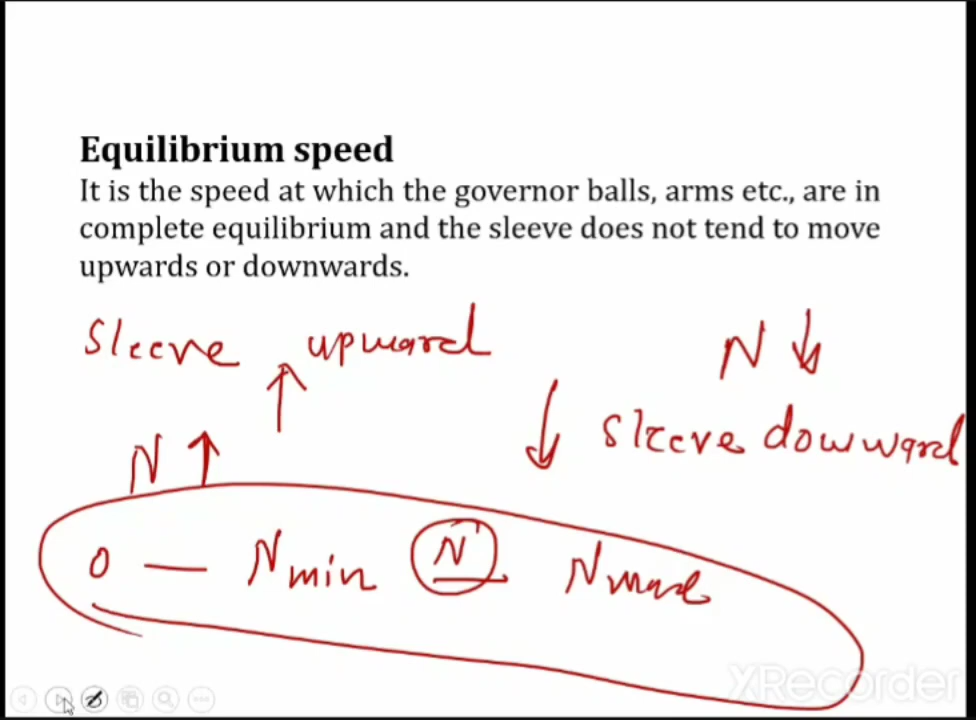 Equilibrium speed
It is the speed at which the governor balls, arms etc., are in
complete equilibrium and the sleeve does not tend to move
upwards or downwards.
Sleeve upward N ↓
↑
N ↑ ↓ sleeve dowward
0 — Nmin N Nmax
XRecorder